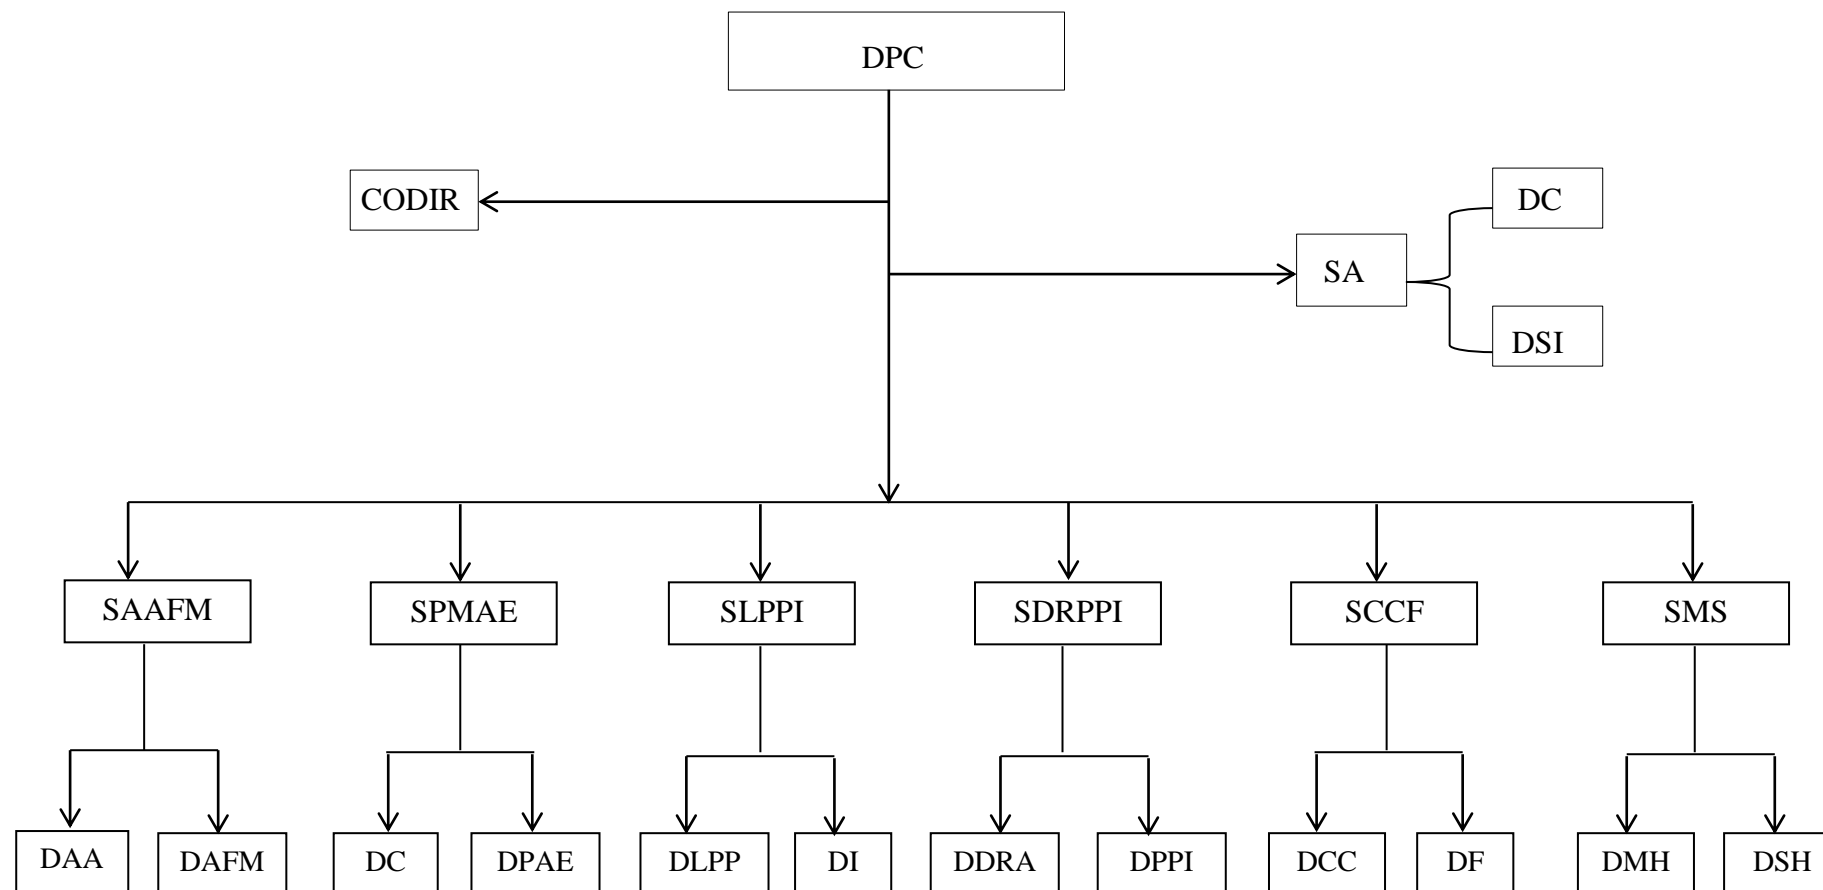 DPC
CODIR
DC
SA
DSI
SAAFM
SPMAE
SLPPI
SDRPPI
SCCF
SMS
DAA
DAFM
DC
DPAE
DLPP
DI
DDRA
DPPI
DCC
DF
DMH
DSH